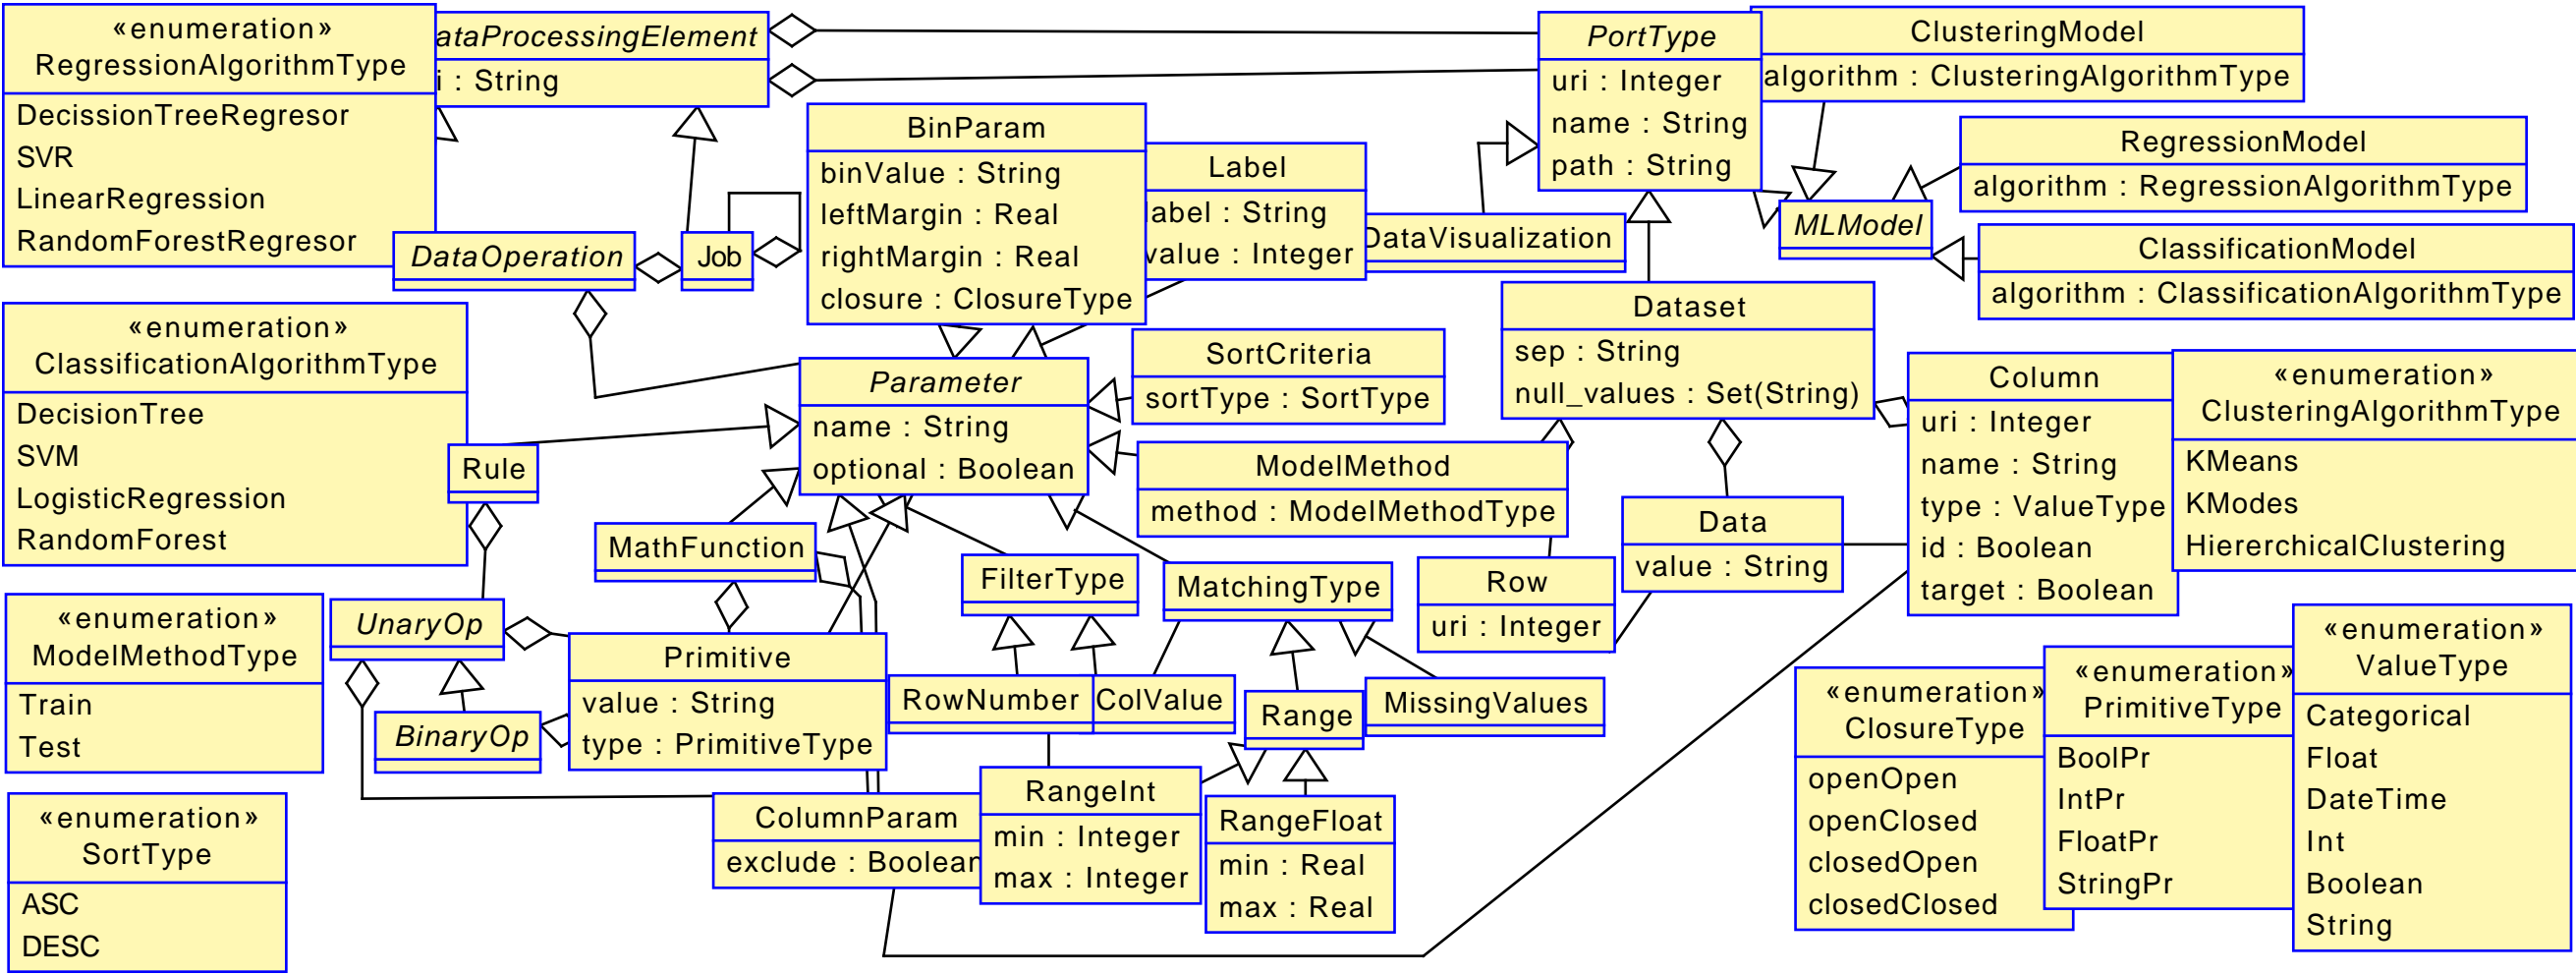 «enumeration»
RegressionAlgorithmType
DecissionTreeRegresor
SVR
LinearRegression
RandomForestRegresor
ataProcessingElement
i : String
PortType
uri : Integer
name : String
path : String
ClusteringModel
algorithm : ClusteringAlgorithmType
BinParam
binValue : String
leftMargin : Real
rightMargin : Real
closure : ClosureType
Label
label : String
value : Integer
RegressionModel
algorithm : RegressionAlgorithmType
MLModel
DataVisualization
ClassificationModel
algorithm : ClassificationAlgorithmType
DataOperation
Job
«enumeration»
ClassificationAlgorithmType
DecisionTree
SVM
LogisticRegression
RandomForest
Dataset
sep : String
null_values : Set(String)
Parameter
name : String
optional : Boolean
SortCriteria
sortType : SortType
Column
uri : Integer
name : String
type : ValueType
id : Boolean
target : Boolean
«enumeration»
ClusteringAlgorithmType
KMeans
KModes
HiererchicalClustering
Rule
ModelMethod
method : ModelMethodType
Data
value : String
MathFunction
FilterType
MatchingType
Row
uri : Integer
«enumeration»
ModelMethodType
Train
Test
UnaryOp
BinaryOp
Primitive
value : String
type : PrimitiveType
RowNumber
ColValue
Range
MissingValues
«enumeration»
ClosureType
openOpen
openClosed
closedOpen
closedClosed
«enumeration»
PrimitiveType
BoolPr
IntPr
FloatPr
StringPr
«enumeration»
ValueType
Categorical
Float
DateTime
Int
Boolean
String
«enumeration»
SortType
ASC
DESC
ColumnParam
exclude : Boolean
RangeInt
min : Integer
max : Integer
RangeFloat
min : Real
max : Real